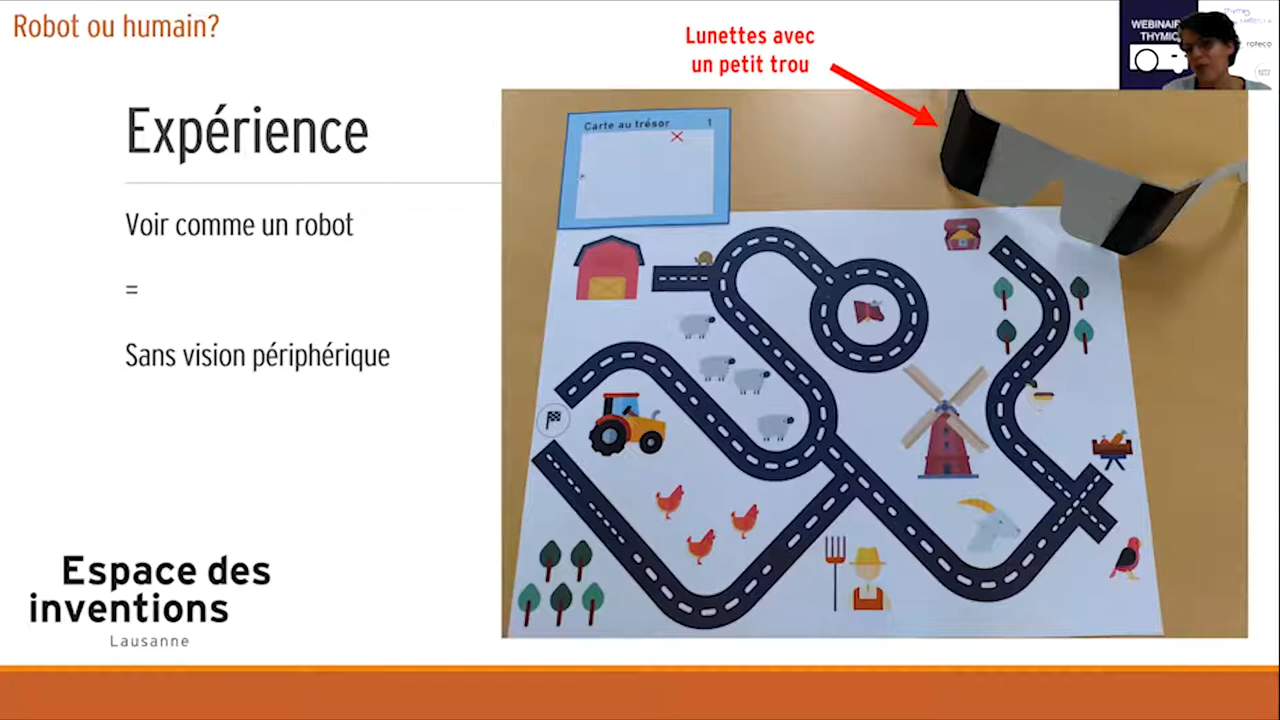 Robot ou humain?
Lunettes avec
un petit trou
WEBINAIRE
THYMIO
roteco
Expérience
Carte au trésor 1
Voir comme un robot
=
Sans vision périphérique
Espace des
inventions
Lausanne